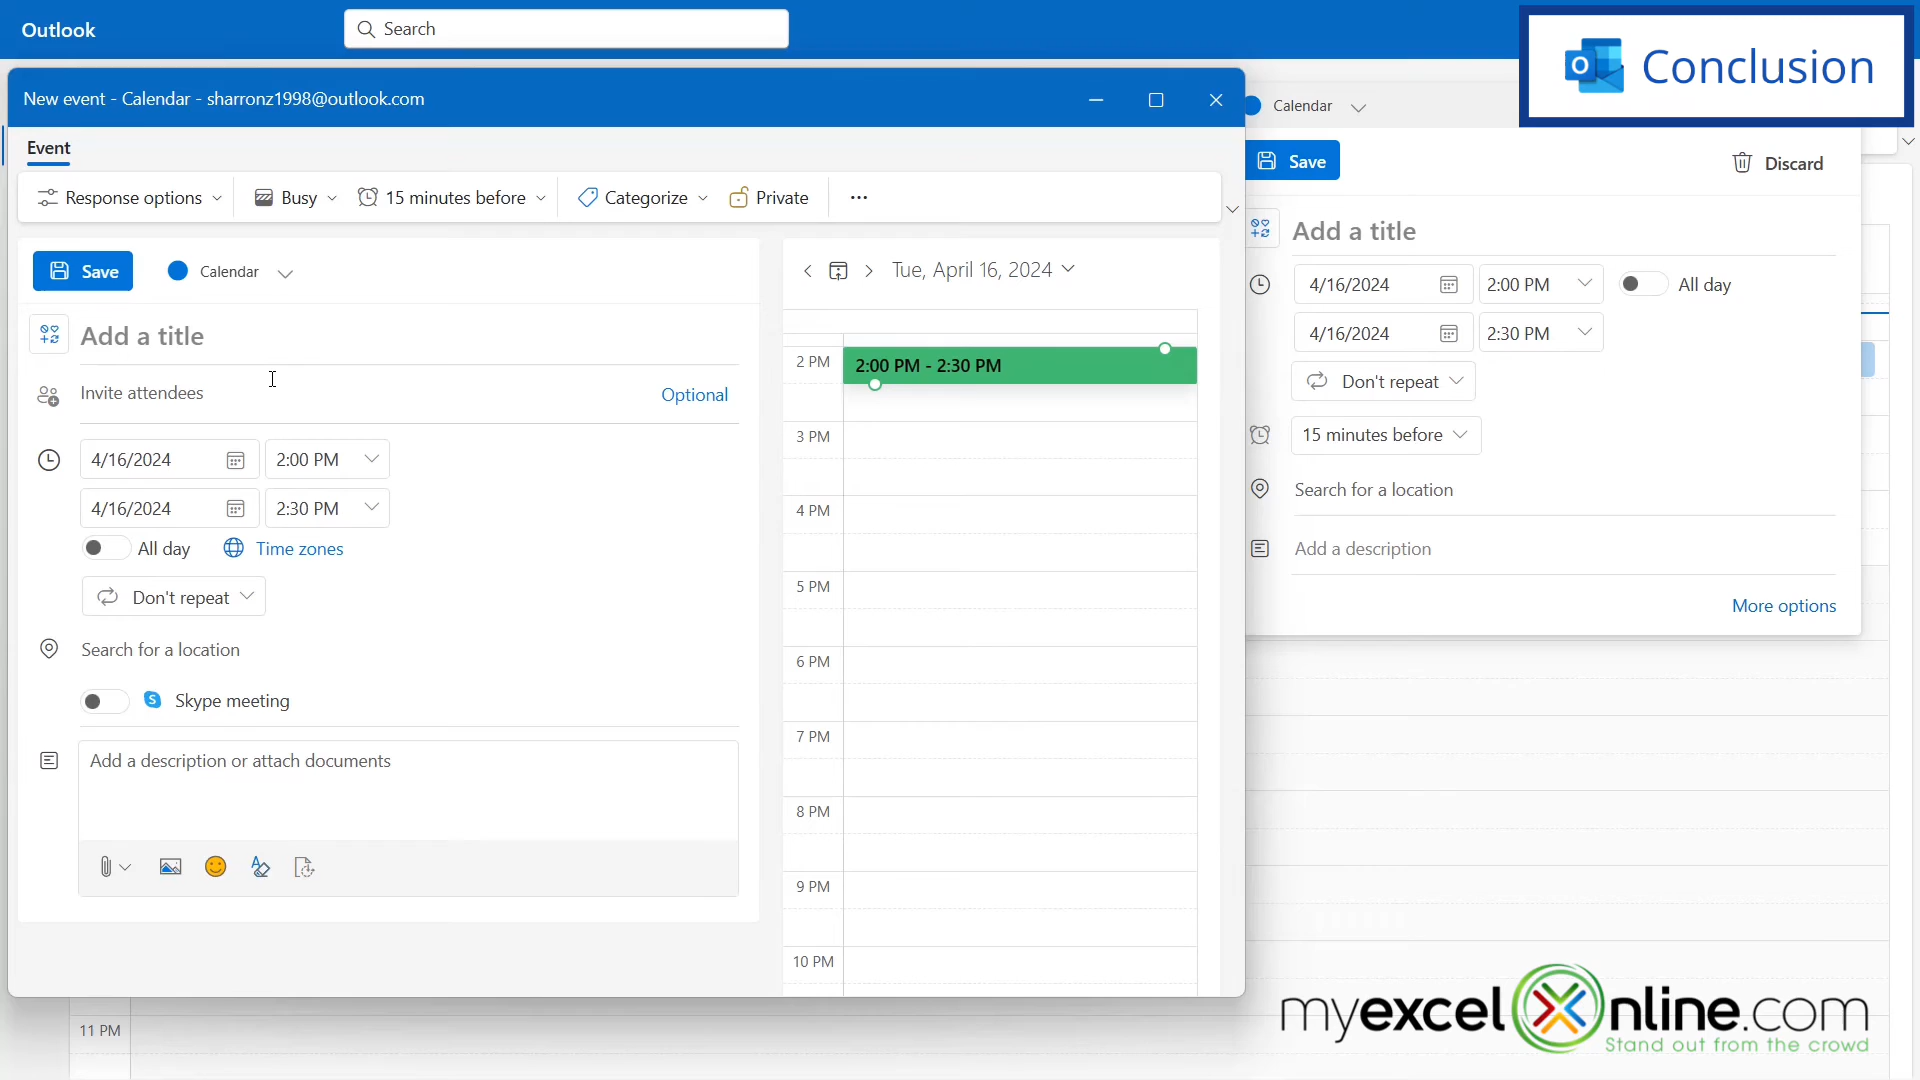 Outlook
Search
Conclusion
New event - Calendar - sharronz1998@outlook.com
Calendar
Event
Save
Discard
Response options
Busy
15 minutes before
Categorize
Private
Save
Calendar
Tue, April 16, 2024
Add a title
Add a title
Invite attendees
Optional
4/16/2024
2:00 PM
All day
4/16/2024
2:30 PM
Don't repeat
15 minutes before
Search for a location
Add a description
More options
4/16/2024
2:00 PM
4/16/2024
2:30 PM
All day
Time zones
Don't repeat
Search for a location
Skype meeting
Add a description or attach documents
2 PM
2:00 PM - 2:30 PM
3 PM
4 PM
5 PM
6 PM
7 PM
8 PM
9 PM
10 PM
11 PM
myexcelonline.com
Stand out from the crowd